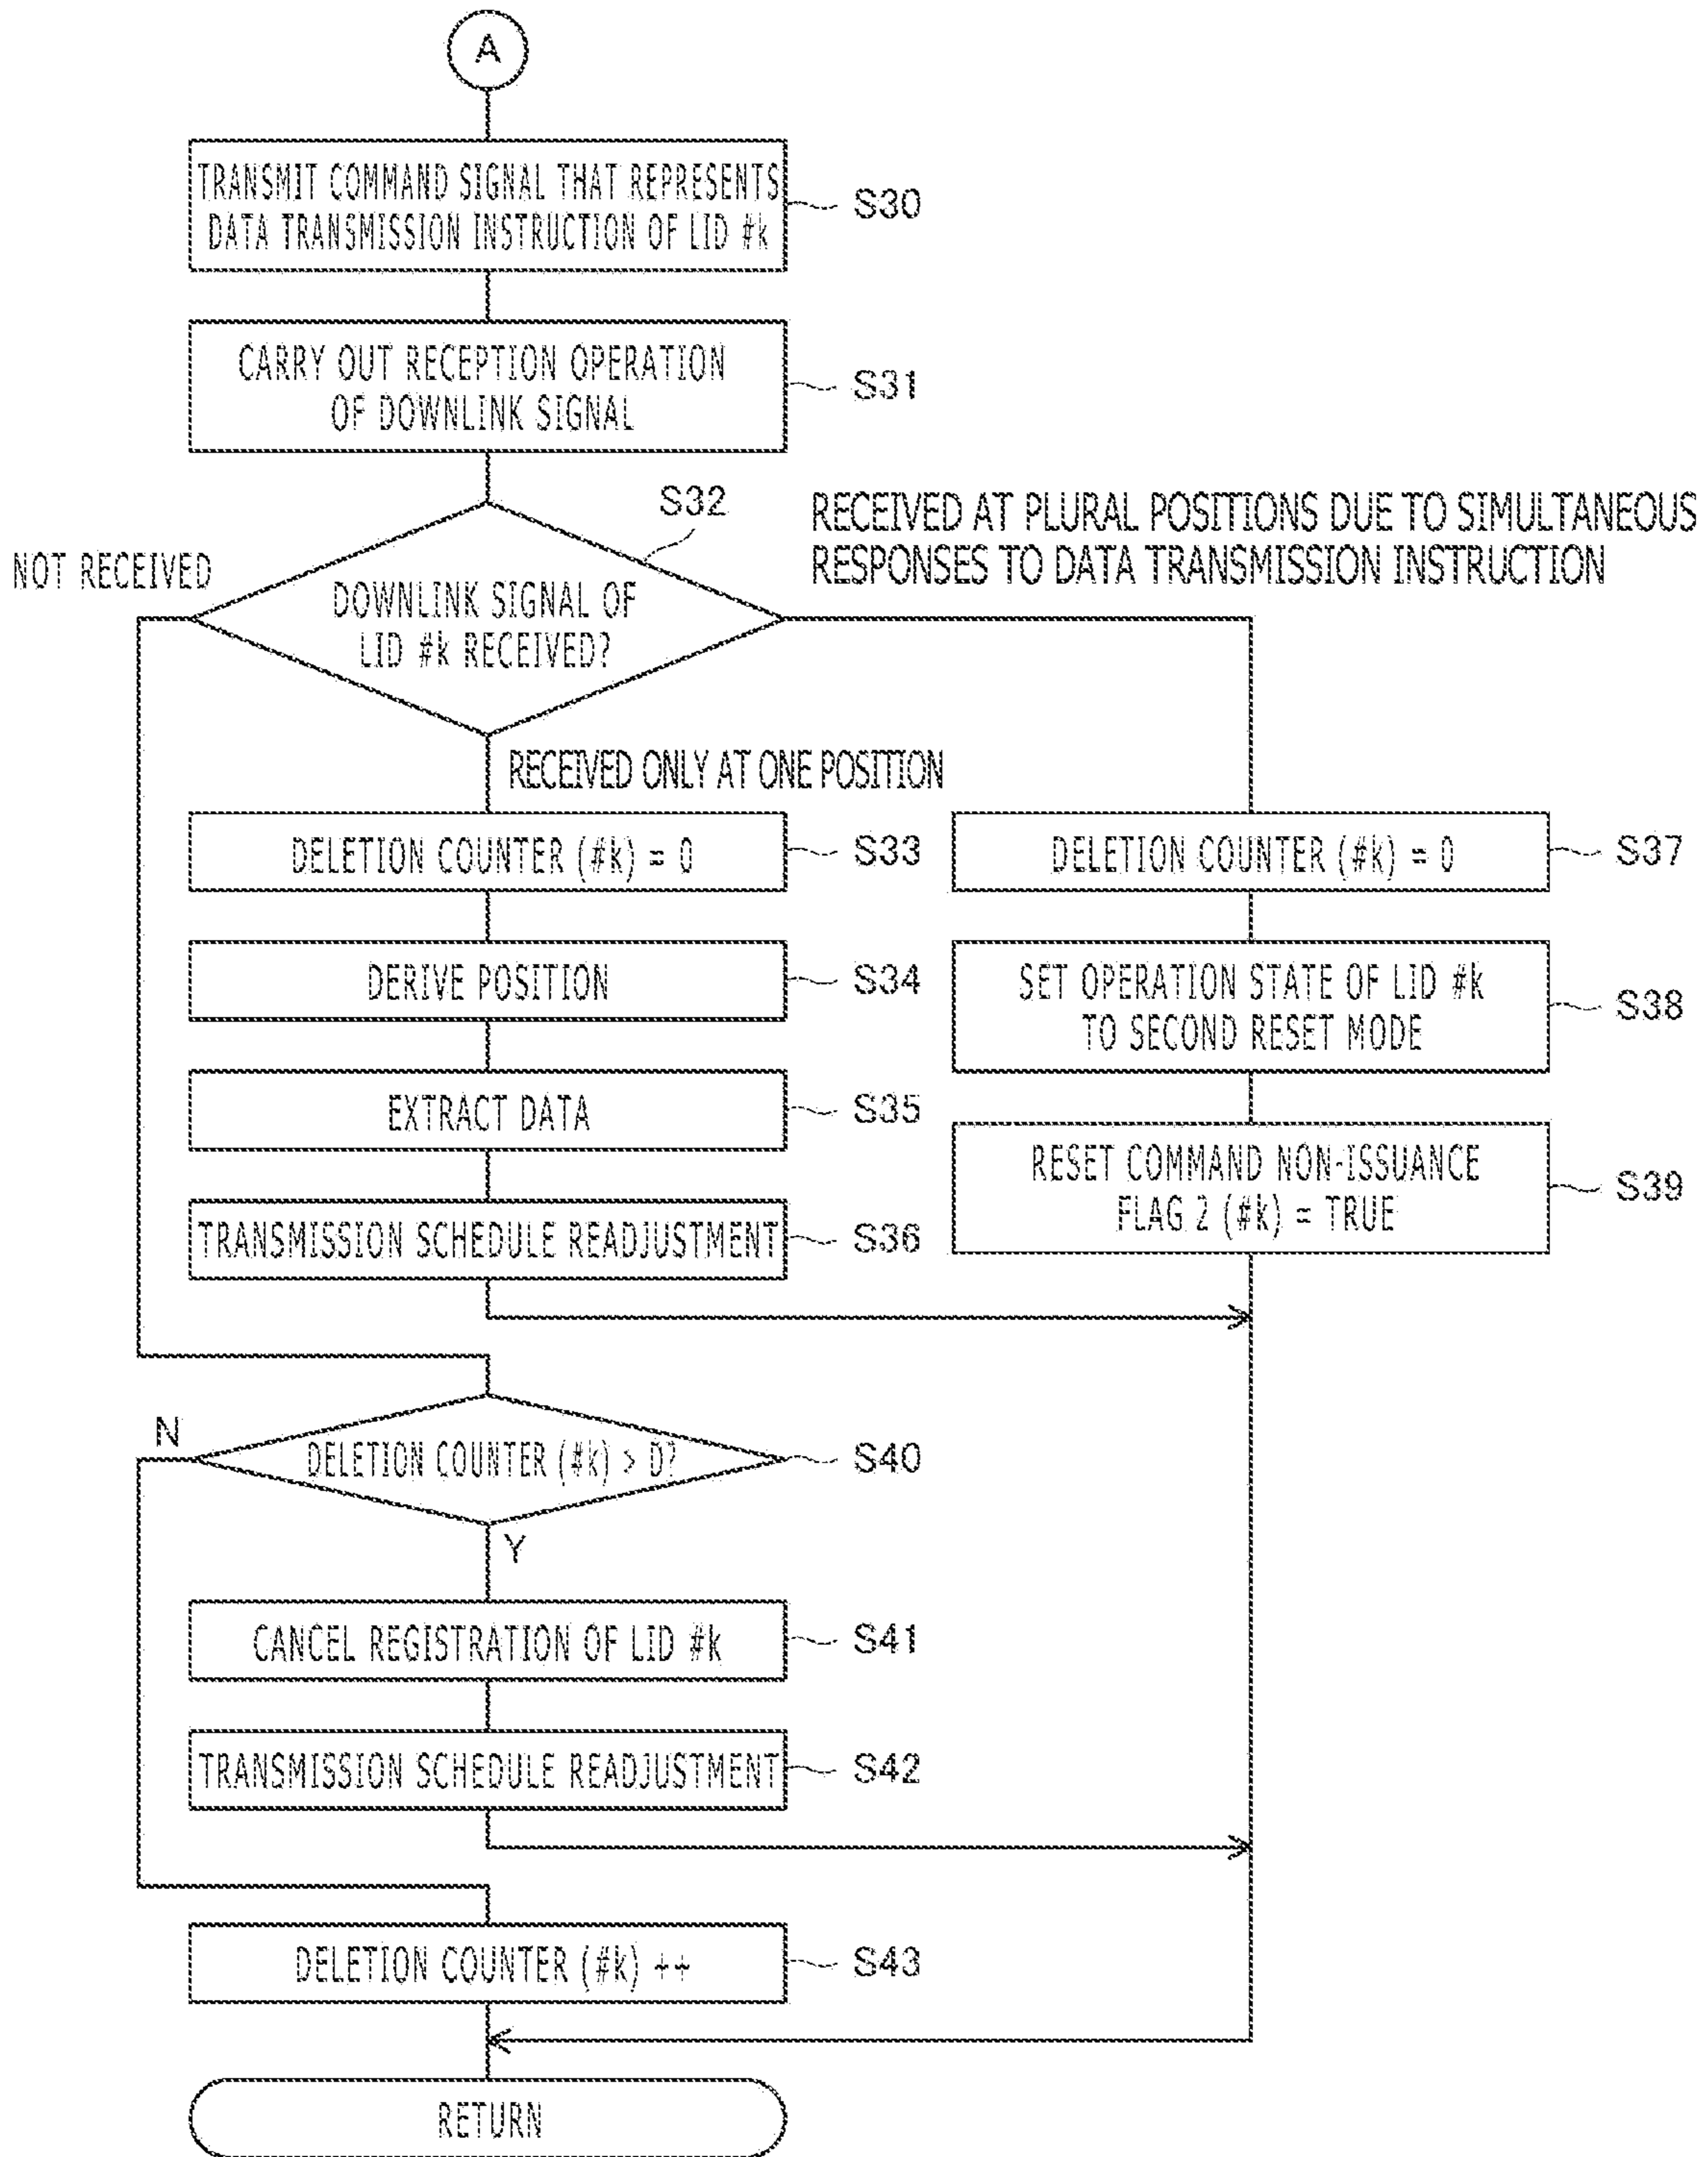 A
TRANSMIT COMMAND SIGNAL THAT REPRESENTS
DATA TRANSMISSION INSTRUCTION OF LID #k
S30
CARRY OUT RECEPTION OPERATION
OF DOWNLINK SIGNAL
S31
S32
RECEIVED AT PLURAL POSITIONS DUE TO SIMULTANEOUS
RESPONSES TO DATA TRANSMISSION INSTRUCTION
NOT RECEIVED
DOWNLINK SIGNAL OF
LID #k RECEIVED?
RECEIVED ONLY AT ONE POSITION
DELETION COUNTER (#k) = 0
S33
DELETION COUNTER (#k) = 0
S37
DERIVE POSITION
S34
SET OPERATION STATE OF LID #k
TO SECOND RESET MODE
S38
EXTRACT DATA
S35
RESET COMMAND NON-ISSUANCE
FLAG 2 (#k) = TRUE
S39
TRANSMISSION SCHEDULE READJUSTMENT
S36
N
DELETION COUNTER (#k) > D?
S40
Y
CANCEL REGISTRATION OF LID #k
S41
TRANSMISSION SCHEDULE READJUSTMENT
S42
DELETION COUNTER (#k) ++
S43
RETURN